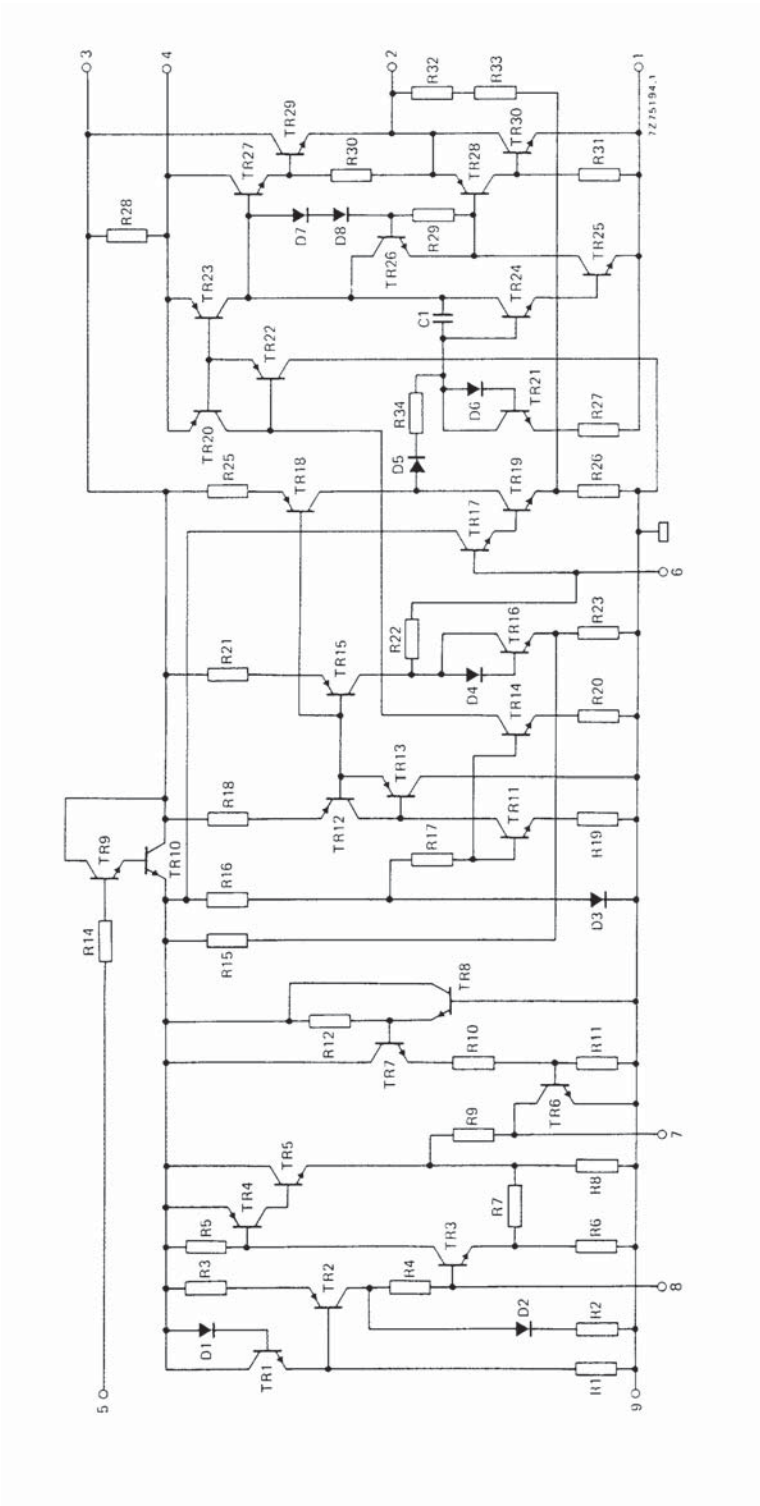 3
4
2
1
7Z75194.1
R32
R33
TR29
TR27
R30
TR28
TR30
R31
R28
D7
D8
R29
TR26
TR25
TR23
TR24
C1
TR22
TR20
R34
D6
TR21
R27
R25
TR18
D5
TR19
R26
TR17
6
R22
R21
TR15
TR16
R23
D4
TR14
R20
TR13
R18
TR12
TR11
R19
R17
TR9
TR10
R16
D3
R14
R15
TR8
R12
TR7
R10
R11
TR6
R9
7
TR5
TR4
R7
R8
R5
TR3
R6
R3
TR2
R4
8
D1
D2
R2
TR1
R1
5
9